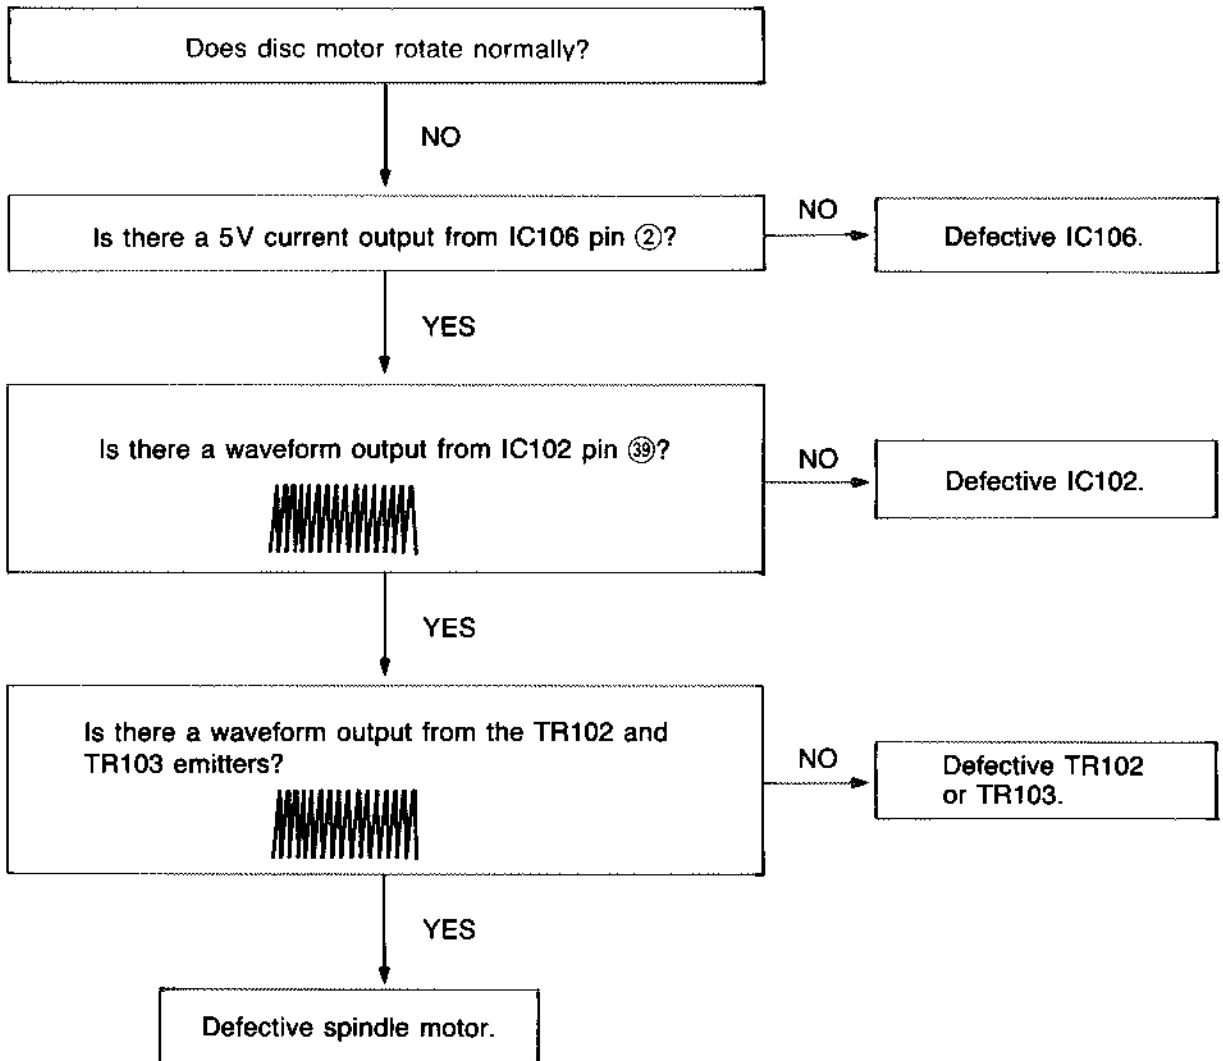 Does disc motor rotate normally?
NO
Is there a 5V current output from IC106 pin ②?
NO
Defective IC106.
YES
Is there a waveform output from IC102 pin ㊴?
NO
Defective IC102.
YES
Is there a waveform output from the TR102 and
TR103 emitters?
NO
Defective TR102
or TR103.
YES
Defective spindle motor.